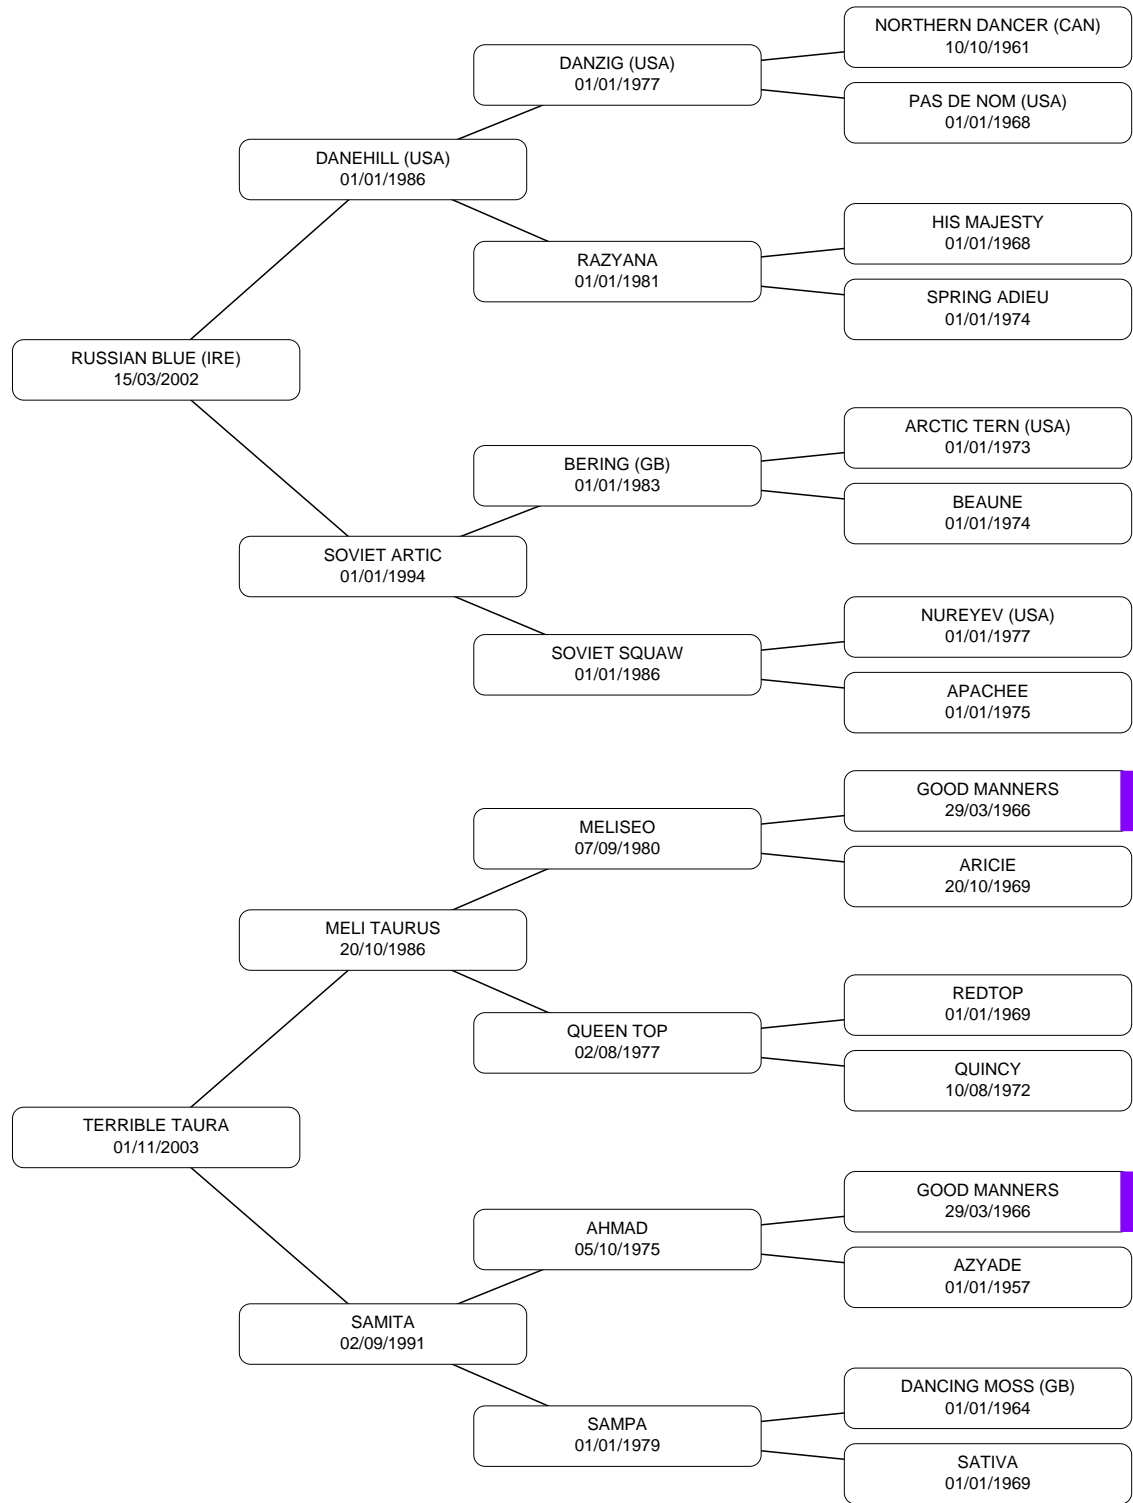 NORTHERN DANCER (CAN)
10/10/1961
DANZIG (USA)
01/01/1977
PAS DE NOM (USA)
01/01/1968
DANEHILL (USA)
01/01/1986
HIS MAJESTY
01/01/1968
RAZYANA
01/01/1981
SPRING ADIEU
01/01/1974
RUSSIAN BLUE (IRE)
15/03/2002
ARCTIC TERN (USA)
01/01/1973
BERING (GB)
01/01/1983
BEAUNE
01/01/1974
SOVIET ARTIC
01/01/1994
NUREYEV (USA)
01/01/1977
SOVIET SQUAW
01/01/1986
APACHEE
01/01/1975
GOOD MANNERS
29/03/1966
MELISEO
07/09/1980
ARICIE
20/10/1969
MELI TAURUS
20/10/1986
REDTOP
01/01/1969
QUEEN TOP
02/08/1977
QUINCY
10/08/1972
TERRIBLE TAURA
01/11/2003
GOOD MANNERS
29/03/1966
AHMAD
05/10/1975
AZYADE
01/01/1957
SAMITA
02/09/1991
DANCING MOSS (GB)
01/01/1964
SAMPA
01/01/1979
SATIVA
01/01/1969